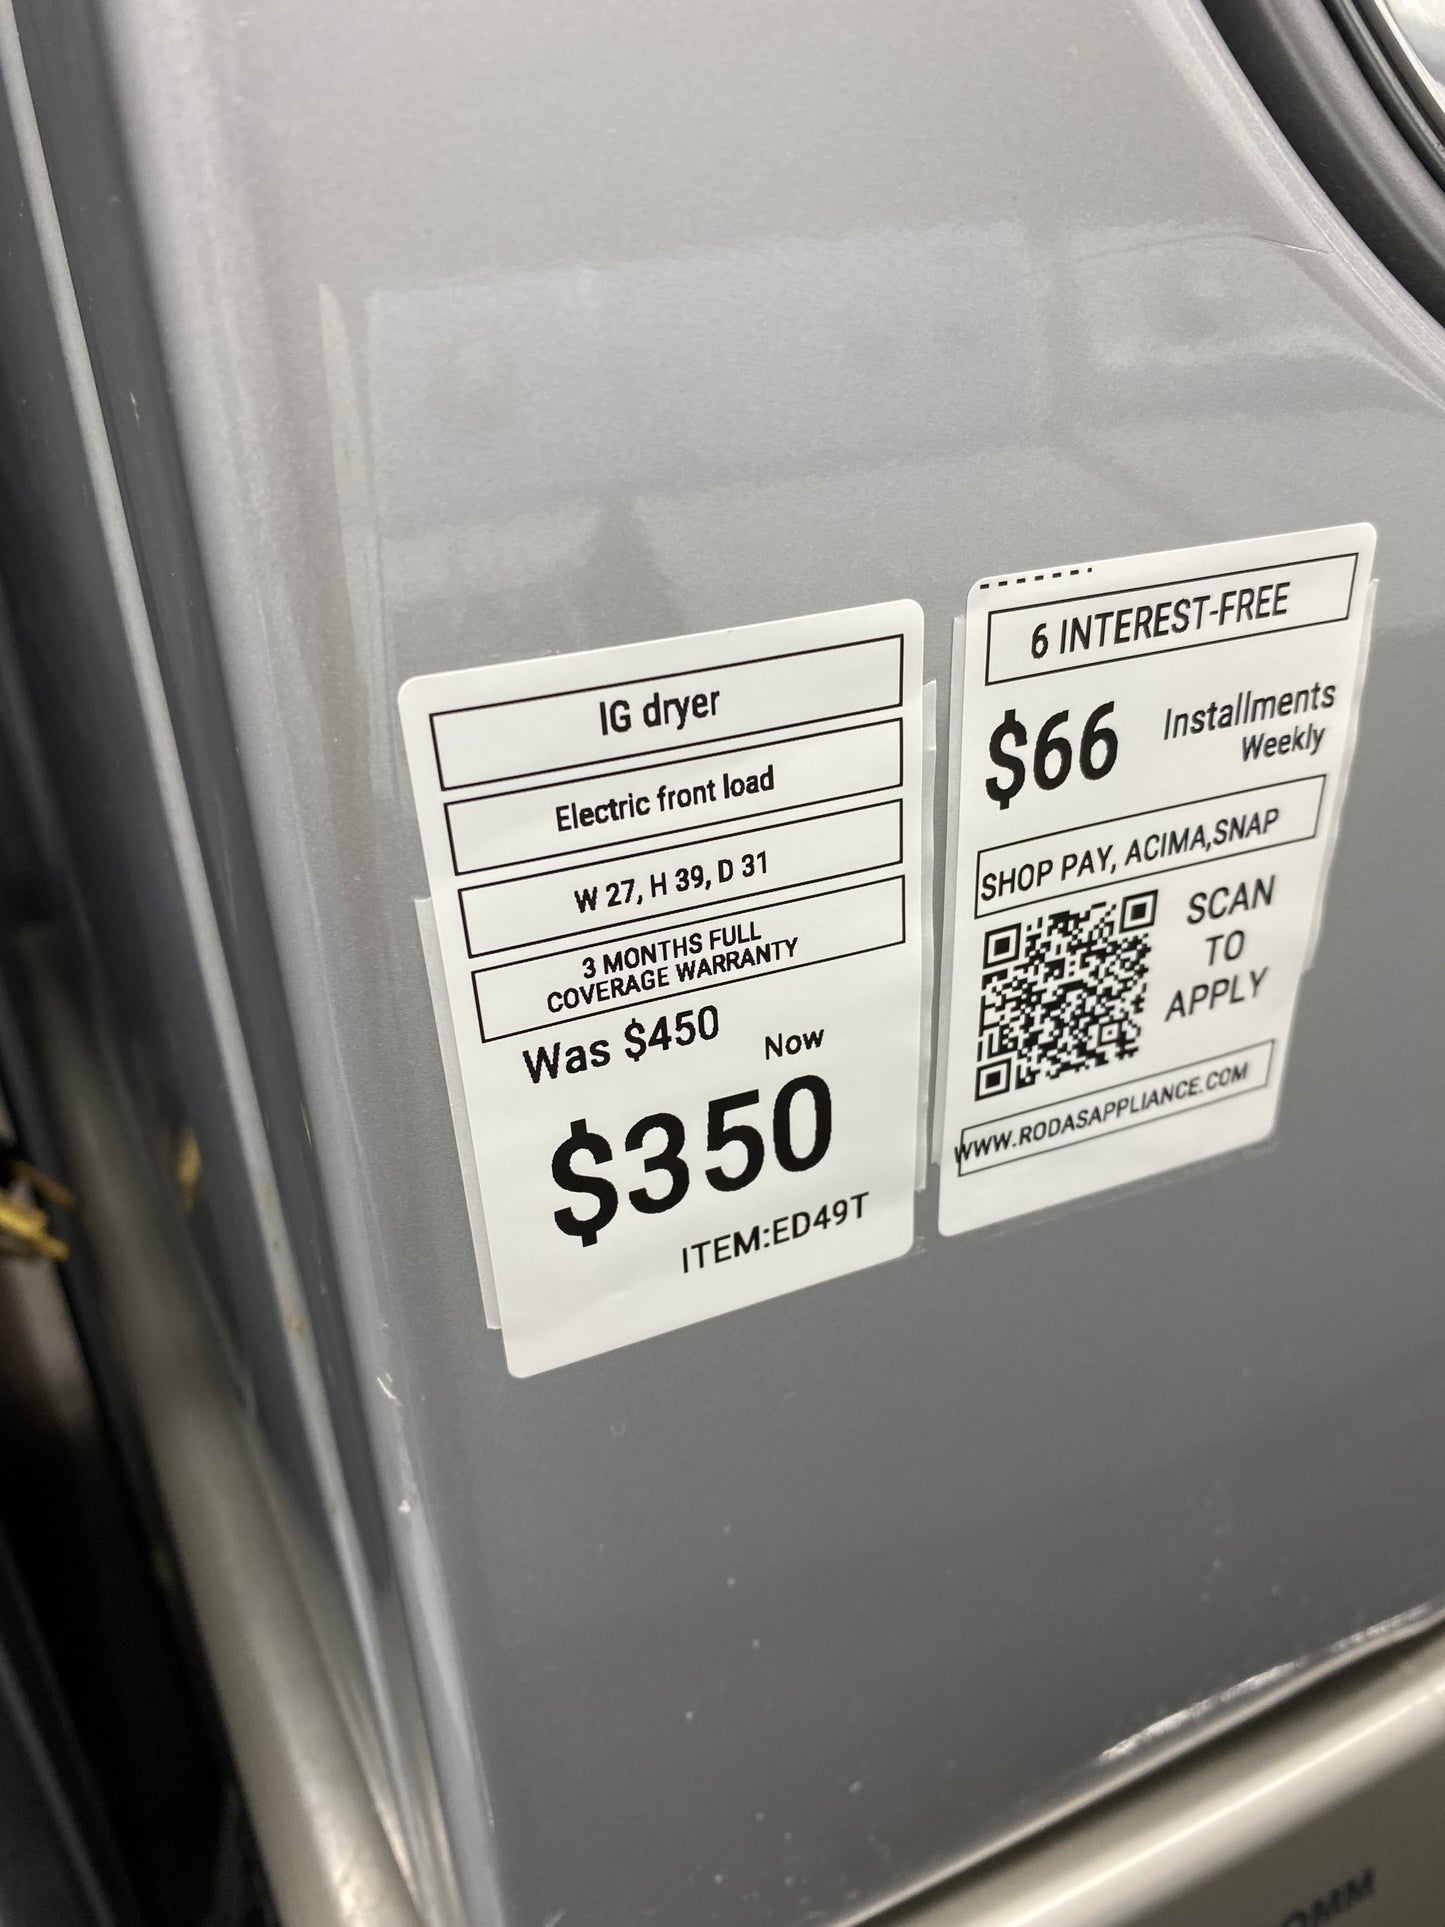 IG dryer
Electric front load
W 27, H 39, D 31
3 MONTHS FULL
COVERAGE WARRANTY
Was $450
Now
$350
ITEM:ED49T
6 INTEREST-FREE
$66
Installments
Weekly
SHOP PAY, ACIMA,SNAP
SCAN
TO
APPLY
WWW.RODASAPPLIANCE.COM